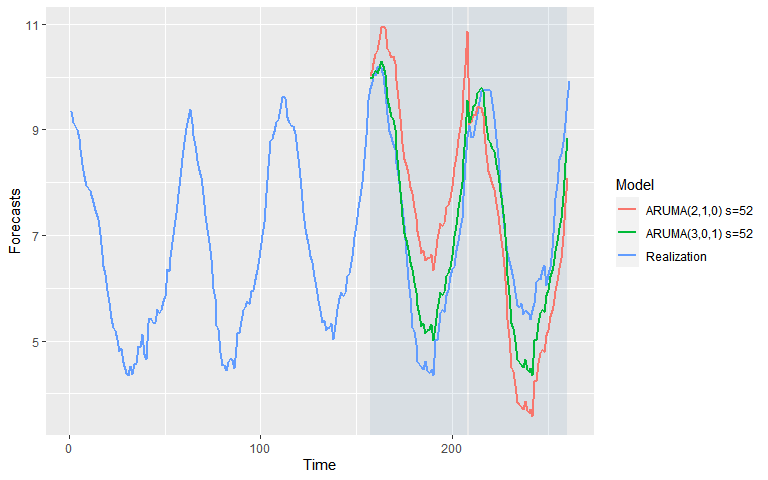 11
9
7
5
Forecasts
0
100
200
Time
Model
ARUMA(2,1,0) s=52
ARUMA(3,0,1) s=52
Realization